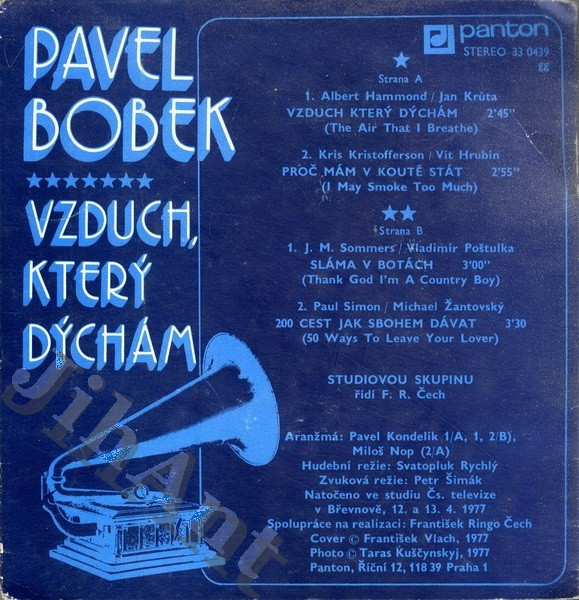 PAVEL
BOBEK
VZDUCH,
KTERÝ
DÝCHÁM
panton
STEREO 33 0439
Strana A
1. Albert Hammond / Jan Krůta
VZDUCH KTERÝ DÝCHÁM 2'45"
(The Air That I Breathe)
2. Kris Kristofferson / Vít Hrubín
PROČ MÁM V KOUTĚ STÁT 2'55"
(I May Smoke Too Much)
Strana B
1. J. M. Sommers / Vladimír Poštulka
SLÁMA V BOTÁCH 3'00"
(Thank God I'm A Country Boy)
2. Paul Simon / Michael Žantovský
200 CEST JAK SBOHEM DÁVAT 3'30
(50 Ways To Leave Your Lover)
STUDIOVOU SKUPINU
řídí F. R. Čech
Aranžmá: Pavel Kondelík 1/A, 1, 2/B),
Miloš Nop (2/A)
Hudební režie: Svatopluk Rychlý
Zvuková režie: Petr Šimák
Natočeno ve studiu Čs. televize
v Břevnově, 12. a 13. 4. 1977
Spolupráce na realizaci: František Ringo Čech
Cover © František Vlach, 1977
Photo © Taras Kuščynskyj, 1977
Panton, Říční 12, 118 39 Praha 1
JihAnt